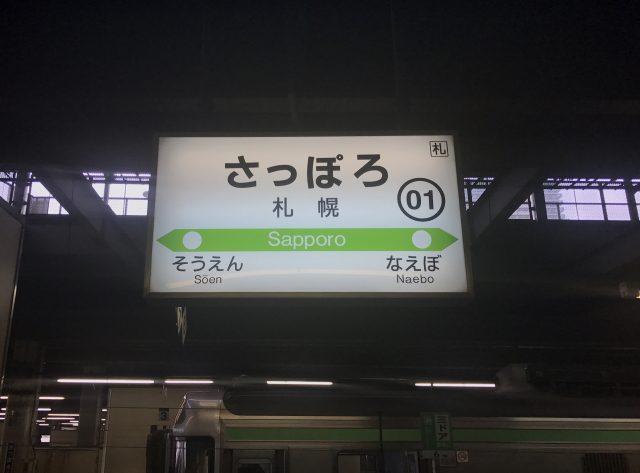 札
さっぽろ
札幌
01
Sapporo
そうえん
Sōen
なえぼ
Naebo